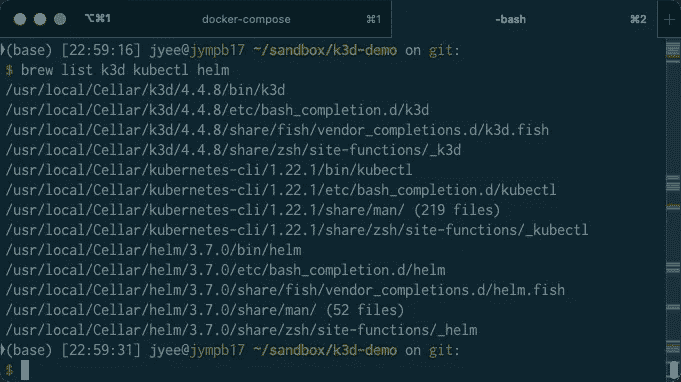 ⌥⌘1 docker-compose ⌘1 -bash ⌘2 +
(base) [22:59:16] jyee@jympb17 ~/sandbox/k3d-demo on git:
$ brew list k3d kubectl helm
/usr/local/Cellar/k3d/4.4.8/bin/k3d
/usr/local/Cellar/k3d/4.4.8/etc/bash_completion.d/k3d
/usr/local/Cellar/k3d/4.4.8/share/fish/vendor_completions.d/k3d.fish
/usr/local/Cellar/k3d/4.4.8/share/zsh/site-functions/_k3d
/usr/local/Cellar/kubernetes-cli/1.22.1/bin/kubectl
/usr/local/Cellar/kubernetes-cli/1.22.1/etc/bash_completion.d/kubectl
/usr/local/Cellar/kubernetes-cli/1.22.1/share/man/ (219 files)
/usr/local/Cellar/kubernetes-cli/1.22.1/share/zsh/site-functions/_kubectl
/usr/local/Cellar/helm/3.7.0/bin/helm
/usr/local/Cellar/helm/3.7.0/etc/bash_completion.d/helm
/usr/local/Cellar/helm/3.7.0/share/fish/vendor_completions.d/helm.fish
/usr/local/Cellar/helm/3.7.0/share/man/ (52 files)
/usr/local/Cellar/helm/3.7.0/share/zsh/site-functions/_helm
(base) [22:59:31] jyee@jympb17 ~/sandbox/k3d-demo on git:
$